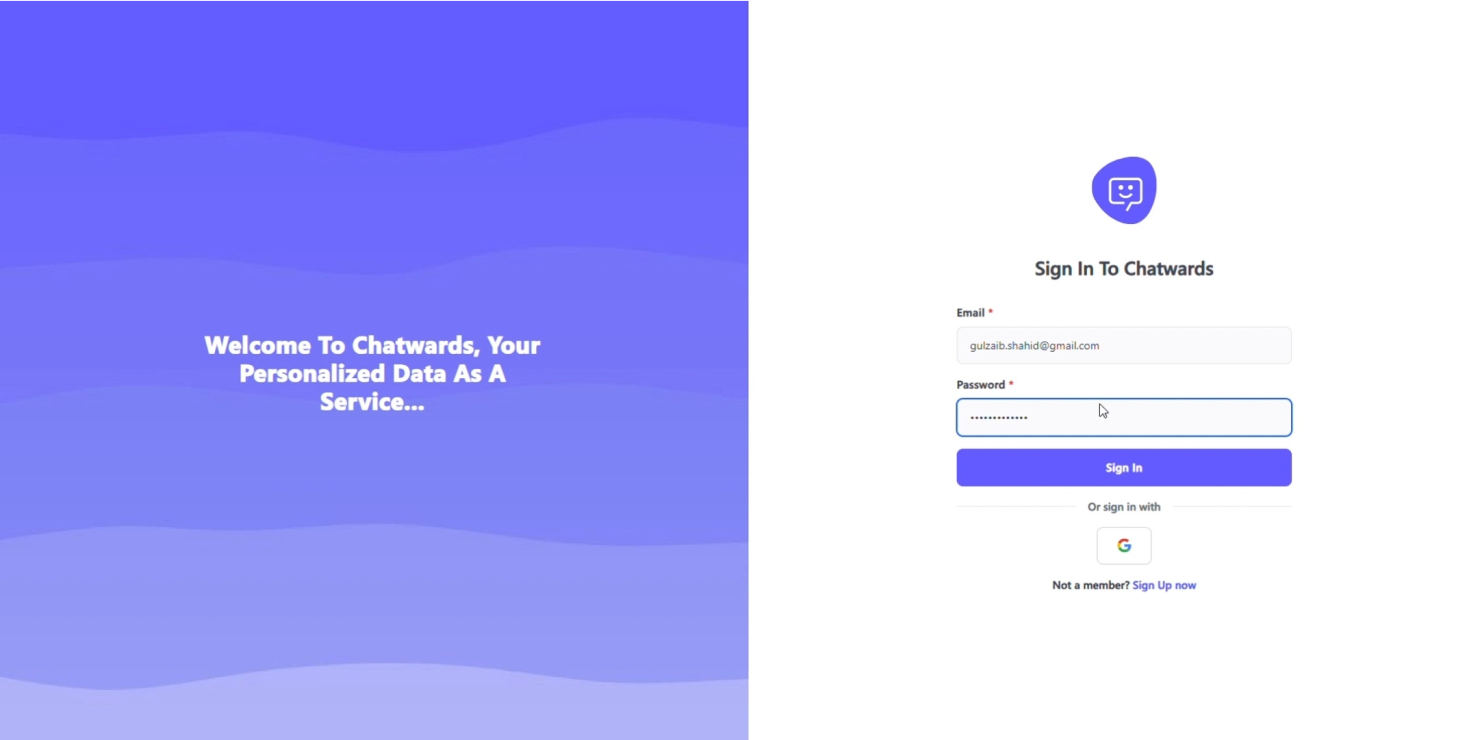 Welcome To Chatwards, Your
Personalized Data As A
Service...
Sign In To Chatwards
Email *
gulzaib.shahid@gmail.com
Password *
•••••••••••••
Sign In
Or sign in with
Not a member? Sign Up now